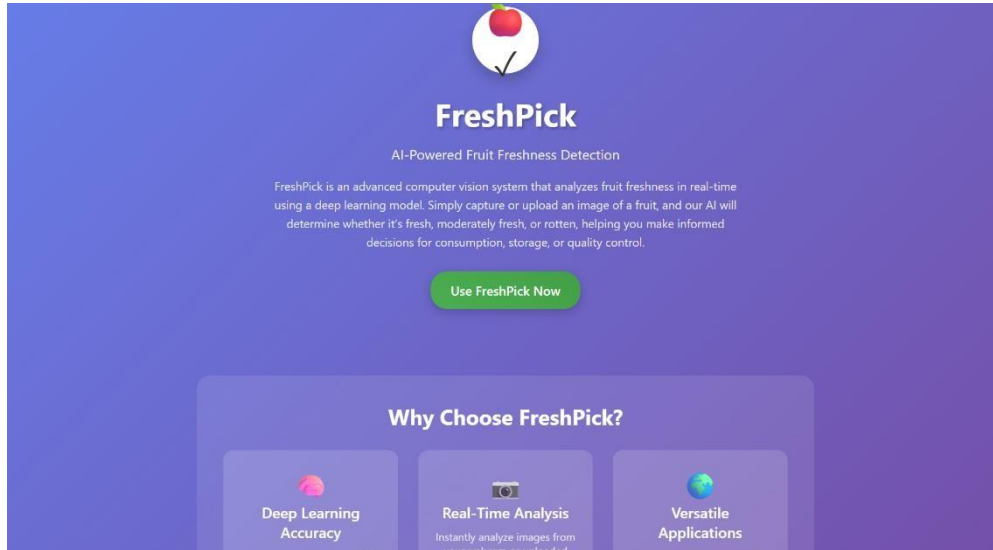 FreshPick
AI-Powered Fruit Freshness Detection
FreshPick is an advanced computer vision system that analyzes fruit freshness in real-time
using a deep learning model. Simply capture or upload an image of a fruit, and our AI will
determine whether it's fresh, moderately fresh, or rotten, helping you make informed
decisions for consumption, storage, or quality control.
Use FreshPick Now
Why Choose FreshPick?
Deep Learning
Accuracy
Real-Time Analysis
Instantly analyze images from
Versatile
Applications